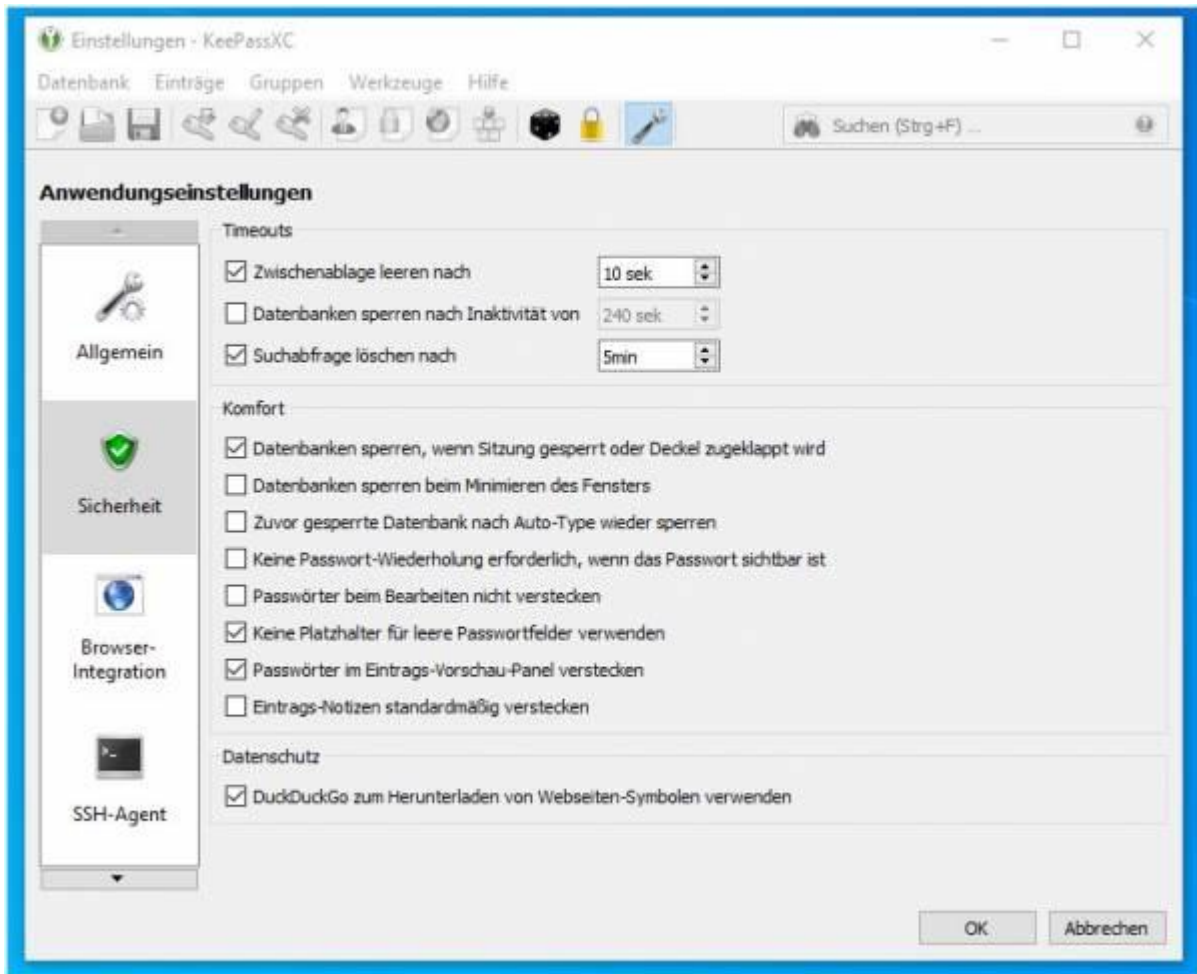 Einstellungen - KeePassXC
Datenbank Einträge Gruppen Werkzeuge Hilfe
Suchen (Strg+F) ...
Anwendungseinstellungen
Allgemein
Sicherheit
Browser-
Integration
SSH-Agent
Timeouts
Zwischenablage leeren nach 10 sek
Datenbanken sperren nach Inaktivität von 240 sek
Suchabfrage löschen nach 5min
Komfort
Datenbanken sperren, wenn Sitzung gesperrt oder Deckel zugeklappt wird
Datenbanken sperren beim Minimieren des Fensters
Zuvor gesperrte Datenbank nach Auto-Type wieder sperren
Keine Passwort-Wiederholung erforderlich, wenn das Passwort sichtbar ist
Passwörter beim Bearbeiten nicht verstecken
Keine Platzhalter für leere Passwortfelder verwenden
Passwörter im Eintrags-Vorschau-Panel verstecken
Eintrags-Notizen standardmäßig verstecken
Datenschutz
DuckDuckGo zum Herunterladen von Webseiten-Symbolen verwenden
OK Abbrechen